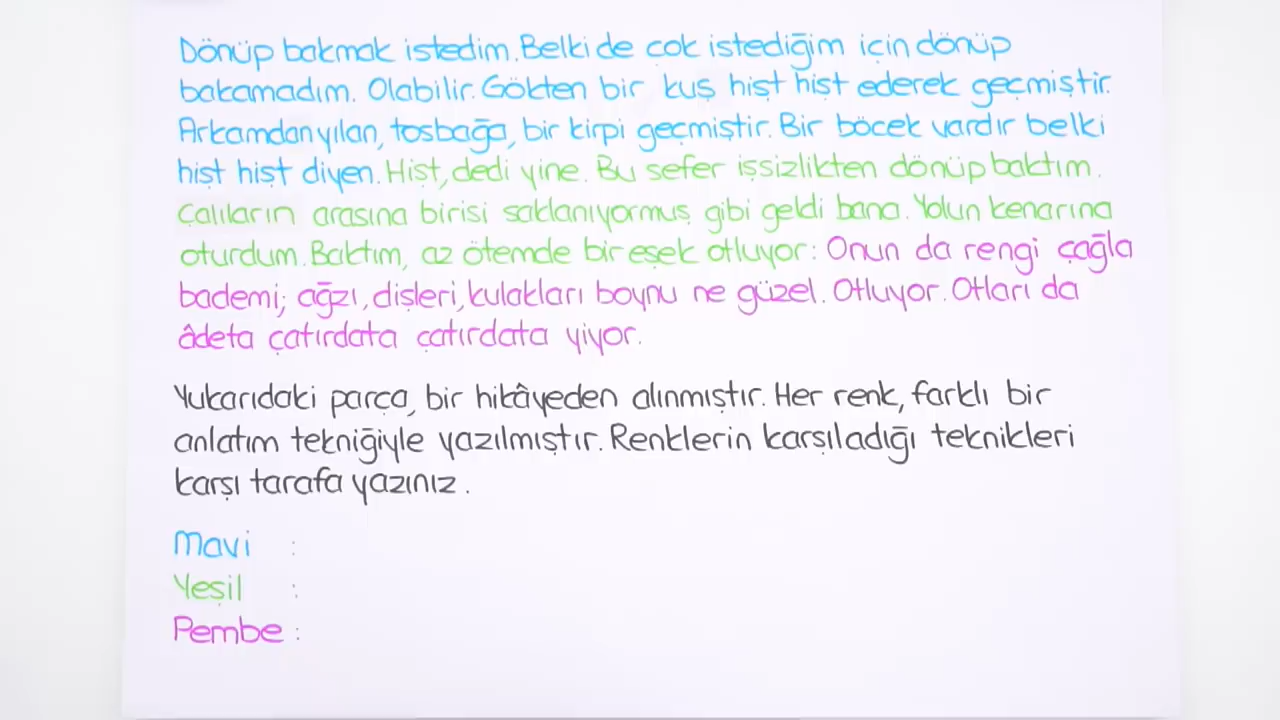 Dönüp bakmak istedim. Belki de çok istediğim için dönüp
bakamadım. Olabilir. Gökten bir kuş hişt hişt ederek geçmiştir.
Arkamdan yılan, tosbağa, bir kirpi geçmiştir. Bir böcek vardır belki
hişt hişt diyen. Hişt, dedi yine. Bu sefer işsizlikten dönüp baktım.
Çalıların arasına birisi saklanıyormuş gibi geldi bana. Yolun kenarına
oturdum. Baktım, az ötemde bir eşek otluyor: Onun da rengi çağla
bademi; ağzı, dişleri, kulakları boynu ne güzel. Otluyor. Otları da
âdeta çatırdata çatırdata yiyor.
Yukarıdaki parça, bir hikâyeden alınmıştır. Her renk, farklı bir
anlatım tekniğiyle yazılmıştır. Renklerin karşıladığı teknikleri
karşı tarafa yazınız.
Mavi :
Yeşil :
Pembe :